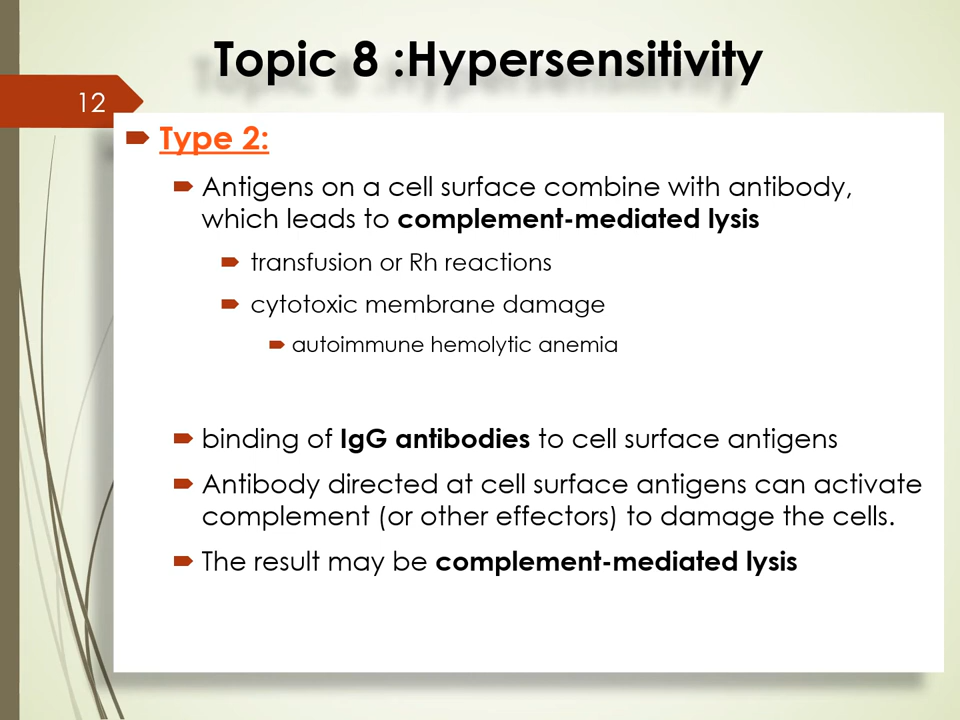 Topic 8 :Hypersensitivity
12
Type 2:
Antigens on a cell surface combine with antibody,
which leads to complement-mediated lysis
transfusion or Rh reactions
cytotoxic membrane damage
autoimmune hemolytic anemia
binding of IgG antibodies to cell surface antigens
Antibody directed at cell surface antigens can activate
complement (or other effectors) to damage the cells.
The result may be complement-mediated lysis